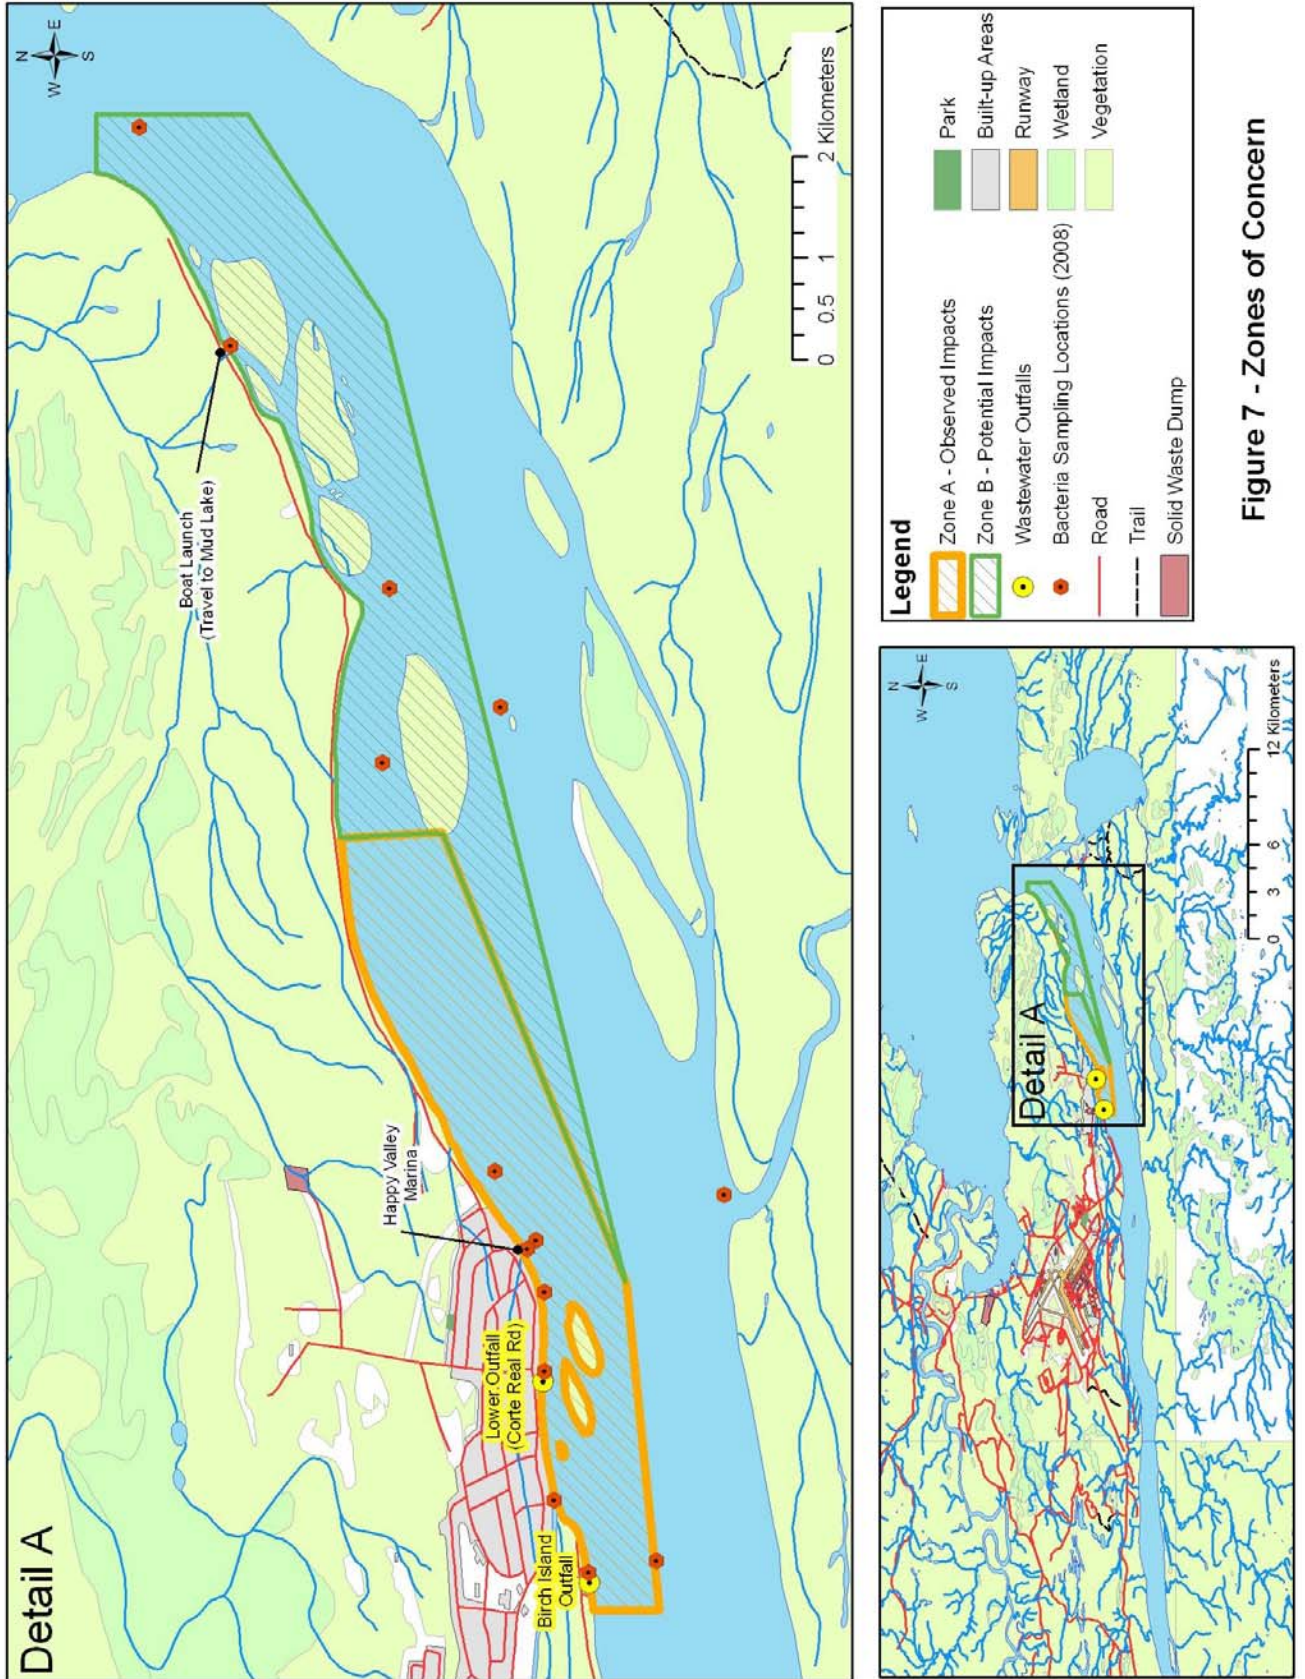 Detail A
N
W
E
S
Boat Launch
(Travel to Mud Lake)
Happy Valley
Marina
Lower Outfall
(Corte Real Rd)
Birch Island
Outfall
0 0.5 1 2 Kilometers
N
W
E
S
Detail A
0 3 6 12 Kilometers
Legend
Zone A - Observed Impacts
Zone B - Potential Impacts
Wastewater Outfalls
Bacteria Sampling Locations (2008)
Road
Trail
Solid Waste Dump
Park
Built-up Areas
Runway
Wetland
Vegetation
Figure 7 - Zones of Concern